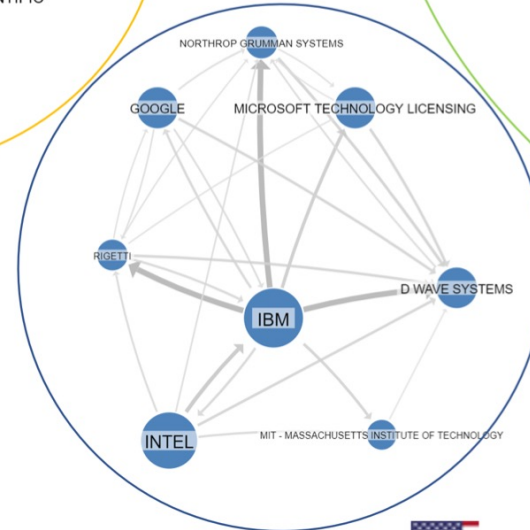 NORTHROP GRUMMAN SYSTEMS
GOOGLE
MICROSOFT TECHNOLOGY LICENSING
RIGETTI
D WAVE SYSTEMS
IBM
INTEL
MIT - MASSACHUSETTS INSTITUTE OF TECHNOLOGY